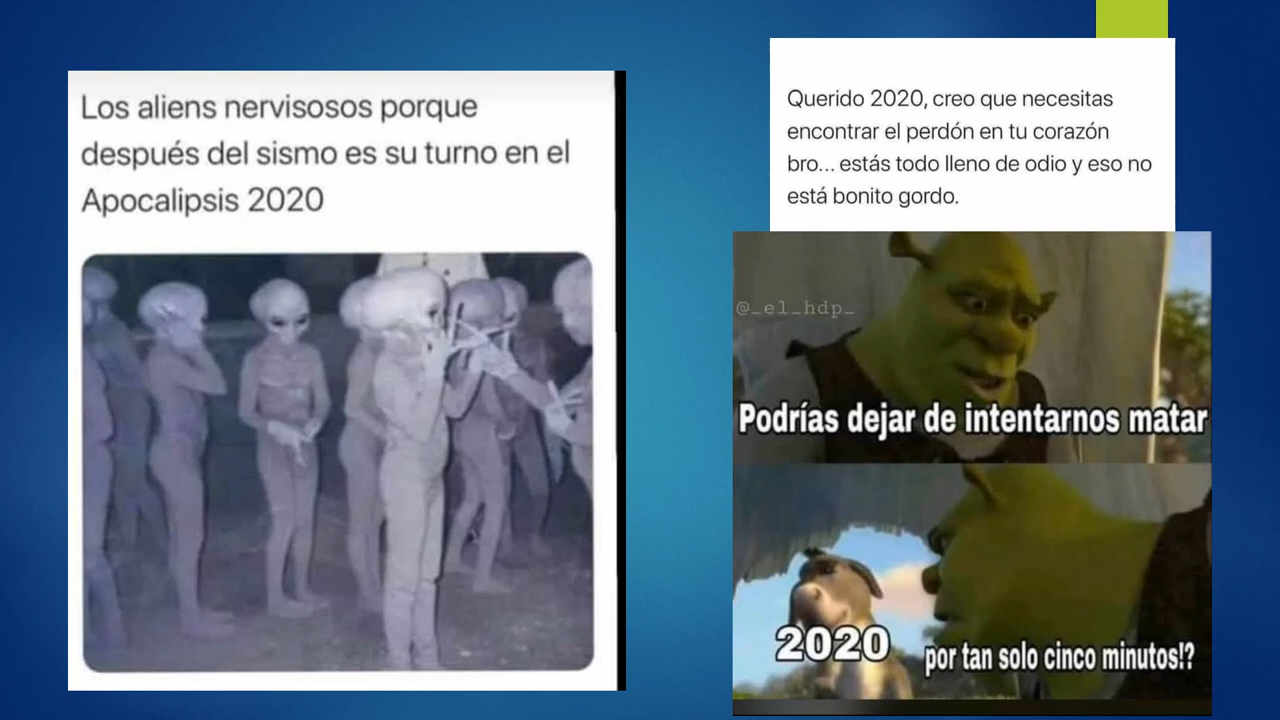 Los aliens nervisosos porque
después del sismo es su turno en el
Apocalipsis 2020
Querido 2020, creo que necesitas
encontrar el perdón en tu corazón
bro... estás todo lleno de odio y eso no
está bonito gordo.
@_el_hdp_
Podrías dejar de intentarnos matar
2020
por tan solo cinco minutos!?